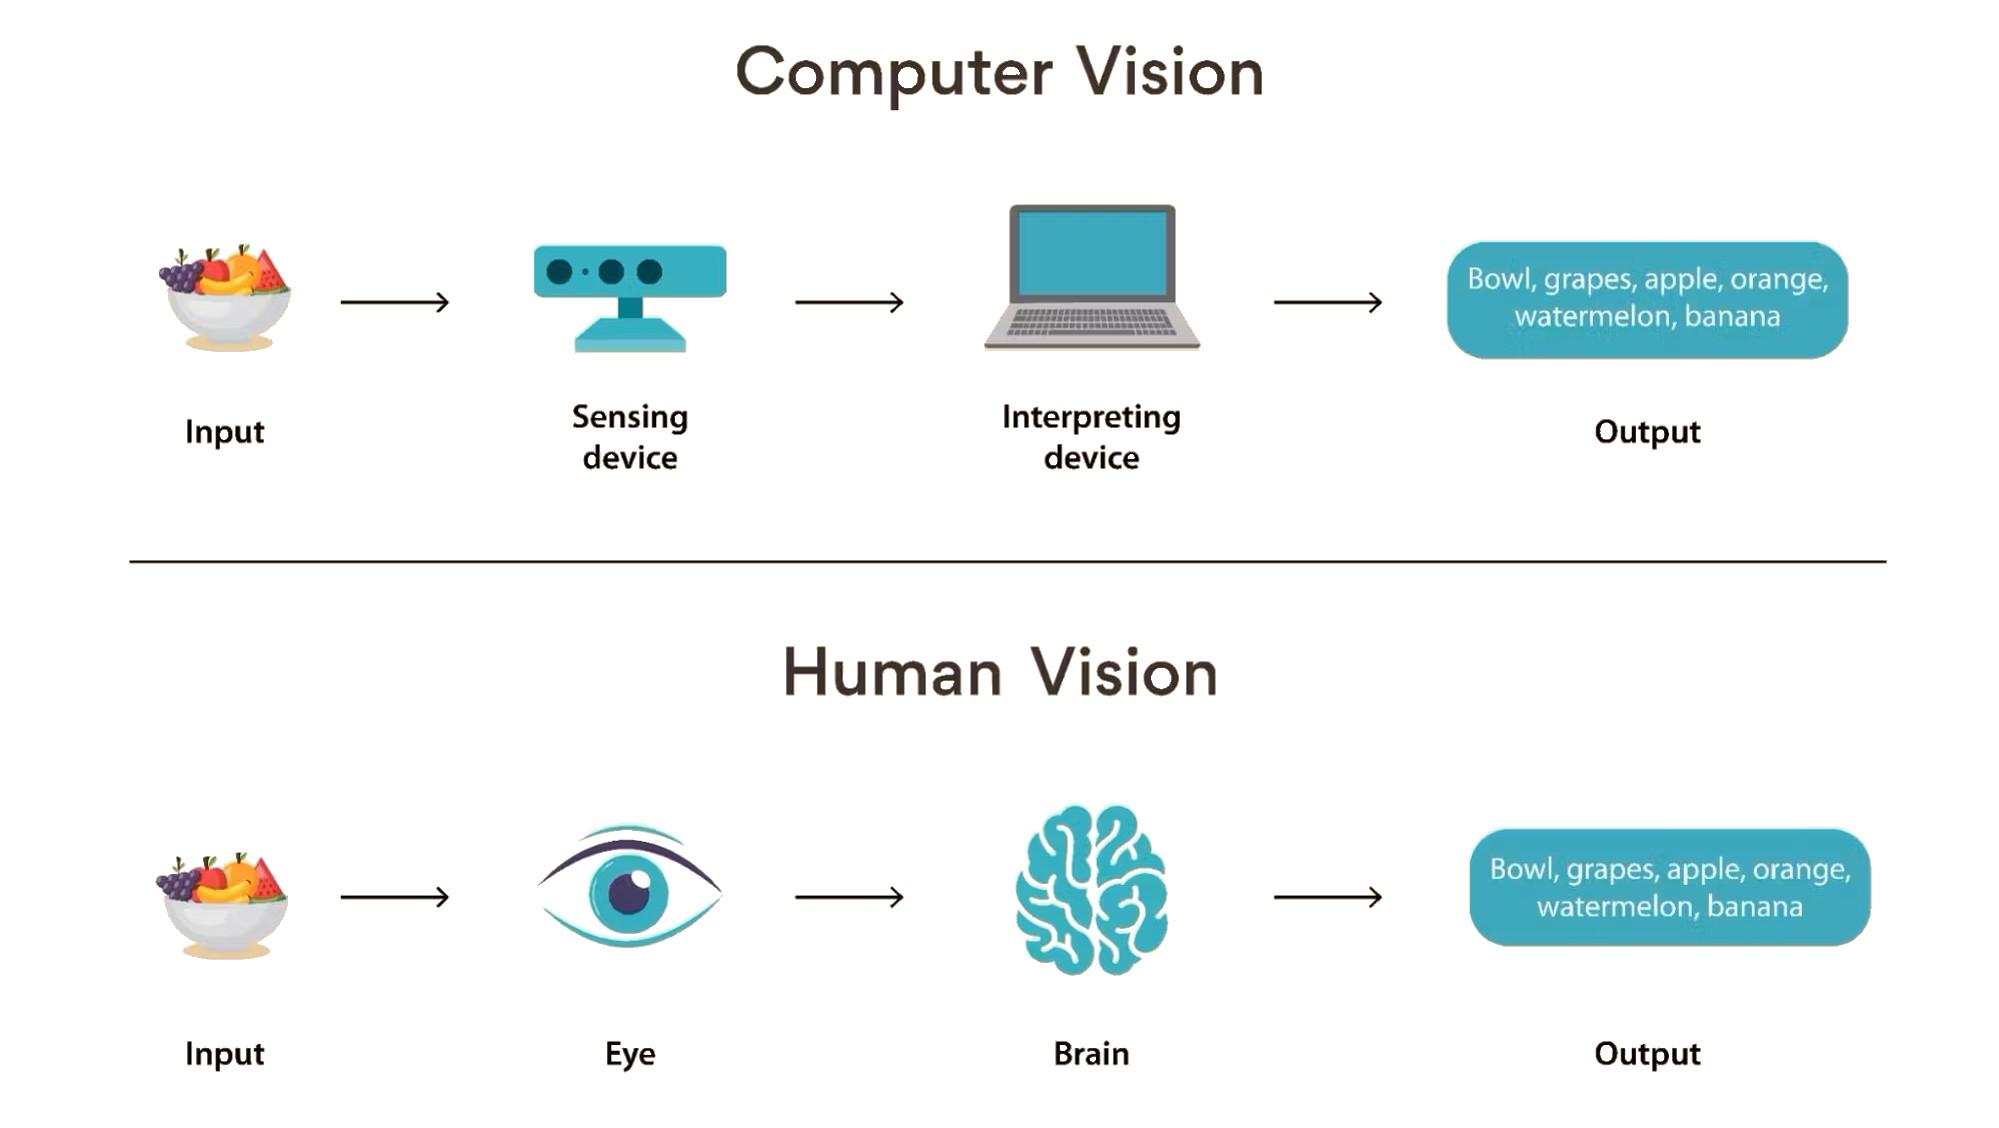 Computer Vision
Bowl, grapes, apple, orange,
watermelon, banana
Input
Sensing
device
Interpreting
device
Output
Human Vision
Bowl, grapes, apple, orange,
watermelon, banana
Input
Eye
Brain
Output